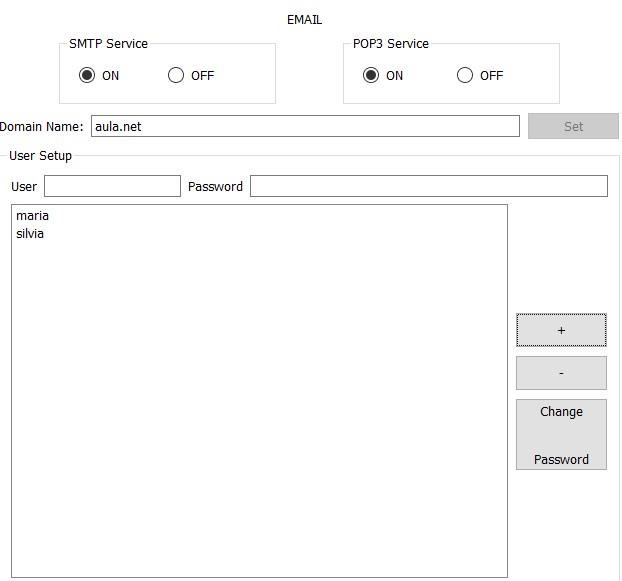 EMAIL
SMTP Service
POP3 Service
ON
OFF
ON
OFF
Domain Name:
aula.net
Set
User Setup
User
Password
maria
silvia
+
-
Change
Password